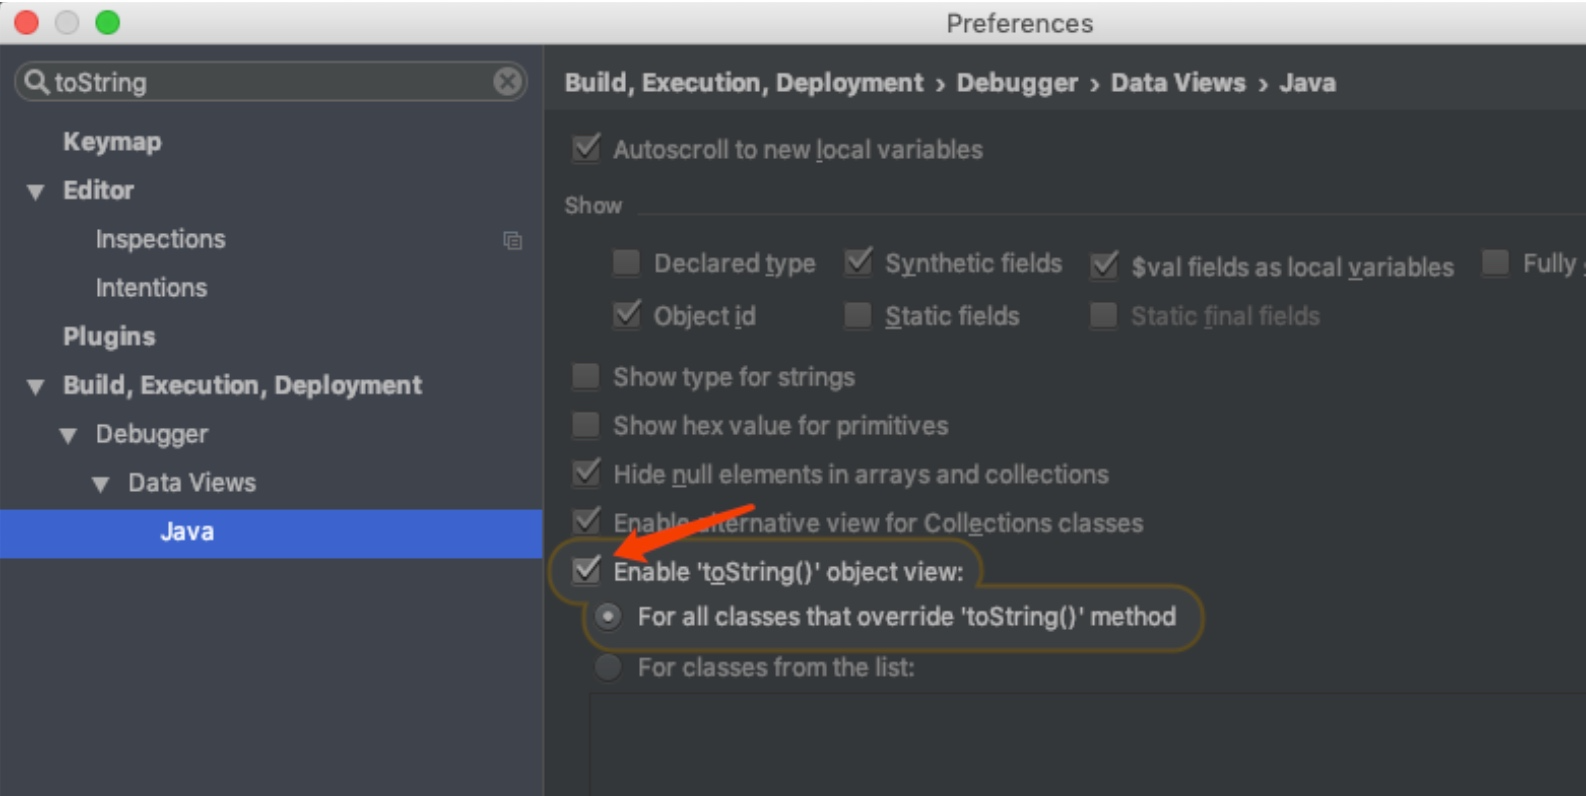 Preferences
toString
Keymap
Editor
Inspections
Intentions
Plugins
Build, Execution, Deployment
Debugger
Data Views
Java
Build, Execution, Deployment › Debugger › Data Views › Java
Autoscroll to new local variables
Show
Declared type Synthetic fields $val fields as local variables Fully
Object id Static fields Static final fields
Show type for strings
Show hex value for primitives
Hide null elements in arrays and collections
Enable alternative view for Collections classes
Enable 'toString()' object view:
For all classes that override 'toString()' method
For classes from the list: